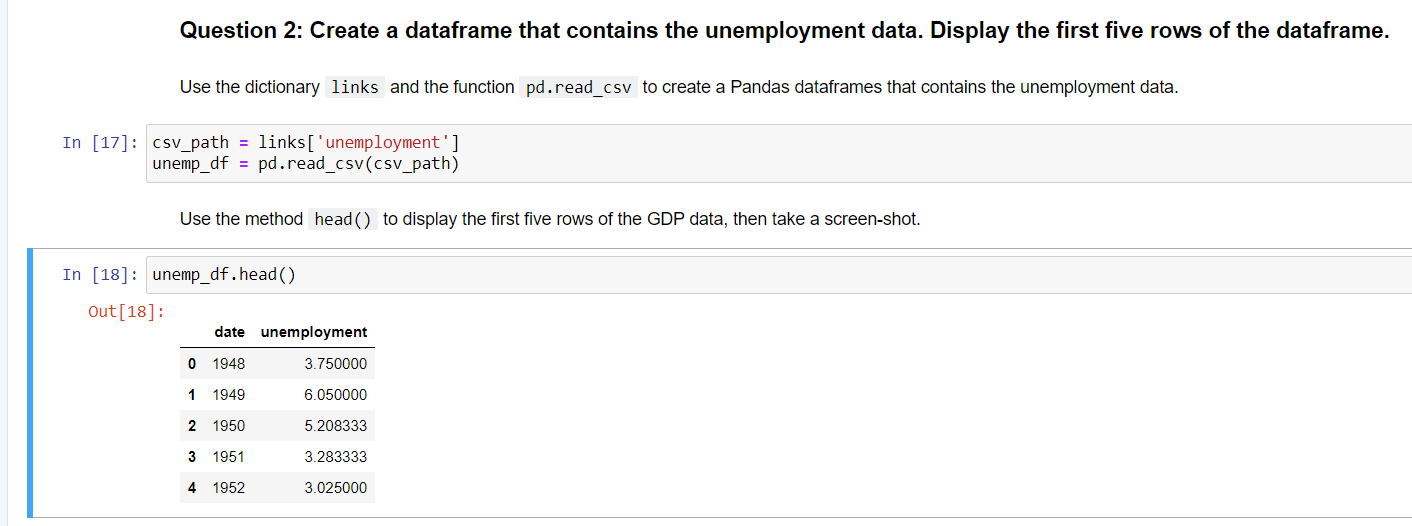 Question 2: Create a dataframe that contains the unemployment data. Display the first five rows of the dataframe.
Use the dictionary links and the function pd.read_csv to create a Pandas dataframes that contains the unemployment data.
In [17]: csv_path = links['unemployment']
unemp_df = pd.read_csv(csv_path)
Use the method head() to display the first five rows of the GDP data, then take a screen-shot.
In [18]: unemp_df.head()
Out[18]:
date unemployment
0 1948 3.750000
1 1949 6.050000
2 1950 5.208333
3 1951 3.283333
4 1952 3.025000